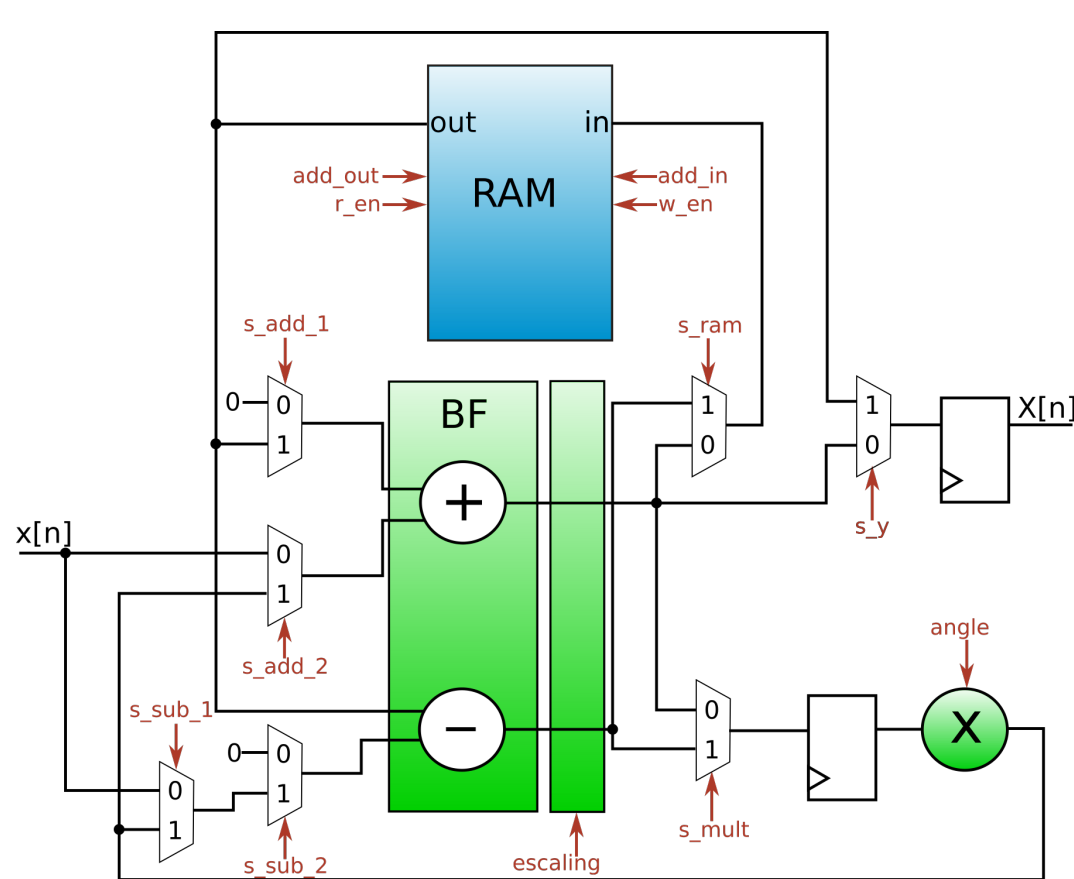 out
in
RAM
add_out
add_in
r_en
w_en
s_add_1
s_ram
0
0
1
1
0
BF
1
0
X[n]
+
s_y
x[n]
0
1
s_add_2
angle
s_sub_1
0
1
−
0
1
X
0
0
1
s_sub_2
s_mult
escaling